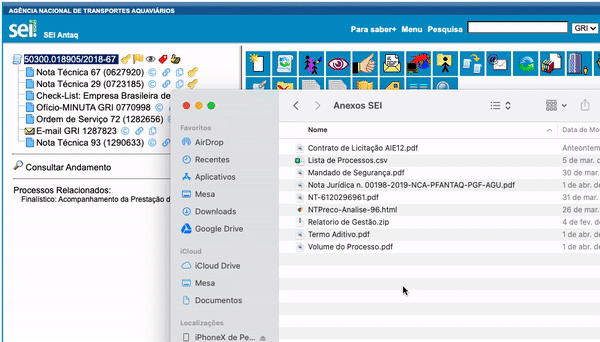 AGÊNCIA NACIONAL DE TRANSPORTES AQUAVIÁRIOS
sei!
SEI Antaq
Para saber+ Menu Pesquisa
GRI
50300.018905/2018-67
Nota Técnica 67 (0627920)
Nota Técnica 29 (0723185)
Check-List: Empresa Brasileira de
Ofício-MINUTA GRI 0770998
Ordem de Serviço 72 (1282656)
E-mail GRI 1287823
Nota Técnica 93 (1290633)
Consultar Andamento
Processos Relacionados:
Finalístico: Acompanhamento da Prestação d
Favoritos
AirDrop
Recentes
Aplicativos
Mesa
Downloads
Google Drive
iCloud
iCloud Drive
Mesa
Documentos
Localizações
iPhoneX de Pe...
Anexos SEI
Nome
Data de Mo
Contrato de Licitação AIE12.pdf
Anteontem
Lista de Processos.csv
5 de mar. d
Mandado de Segurança.pdf
30 de mar.
Nota Jurídica n. 00198-2019-NCA-PFANTAQ-PGF-AGU.pdf
1 de abr. de
NT-6120296961.pdf
31 de mar.
NTPreco-Analise-96.html
26 de mar.
Relatorio de Gestão.zip
4 de fev. d
Termo Aditivo.pdf
1 de abr. de
Volume do Processo.pdf
1 de abr. de